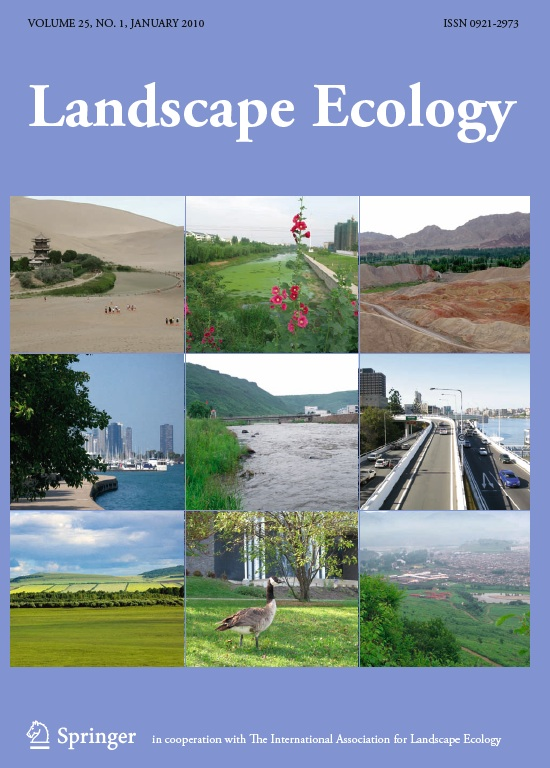 VOLUME 25, NO. 1, JANUARY 2010 ISSN 0921-2973
Landscape Ecology
Springer in cooperation with The International Association for Landscape Ecology